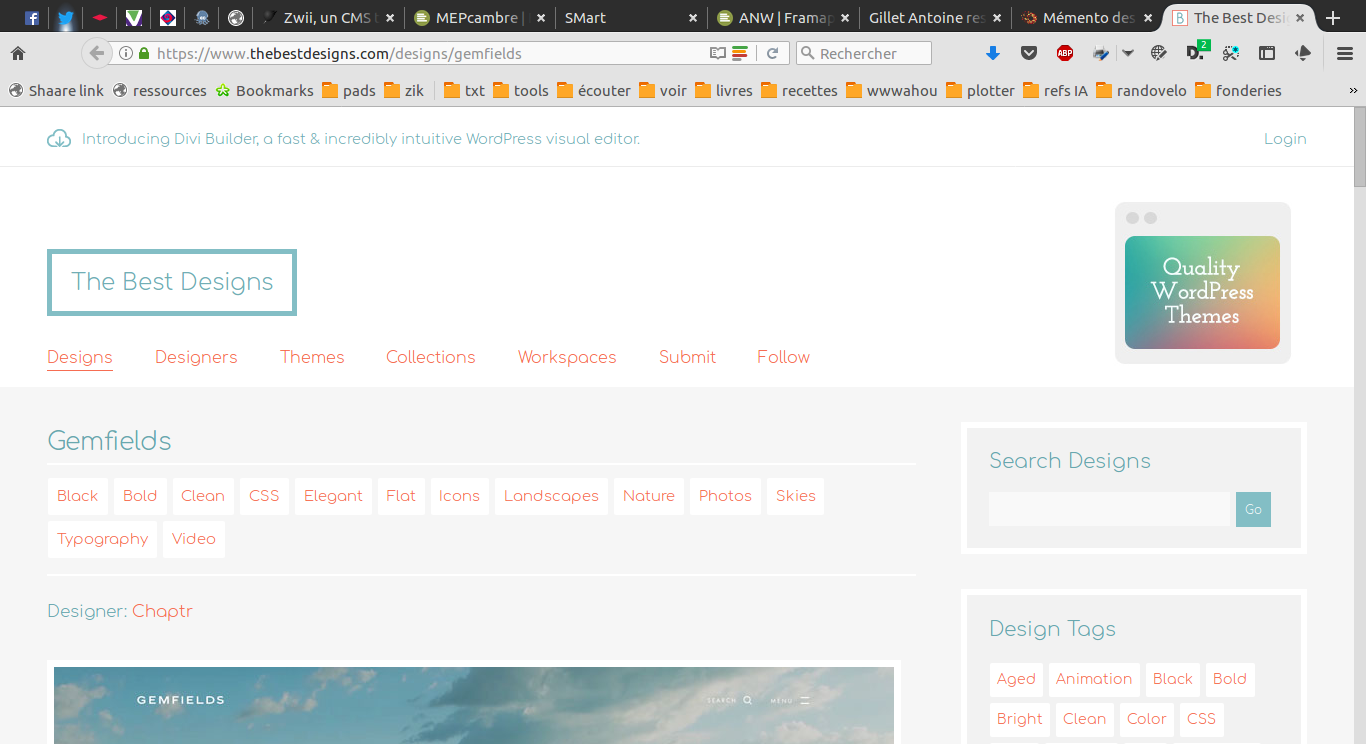 Zwii, un CMS
MEPcambre |
SMart
ANW | Framap
Gillet Antoine res
Mémento des
The Best Desi
https://www.thebestdesigns.com/designs/gemfields
Rechercher
ABP
D.
2
Shaare link
ressources
Bookmarks
pads
zik
txt
tools
écouter
voir
livres
recettes
wwwahou
plotter
refs IA
randovelo
fonderies
»
Introducing Divi Builder, a fast & incredibly intuitive WordPress visual editor.
Login
Quality
WordPress
Themes
The Best Designs
Designs
Designers
Themes
Collections
Workspaces
Submit
Follow
Gemfields
Black
Bold
Clean
CSS
Elegant
Flat
Icons
Landscapes
Nature
Photos
Skies
Typography
Video
Designer: Chaptr
GEMFIELDS
SEARCH
MENU
Search Designs
Go
Design Tags
Aged
Animation
Black
Bold
Bright
Clean
Color
CSS